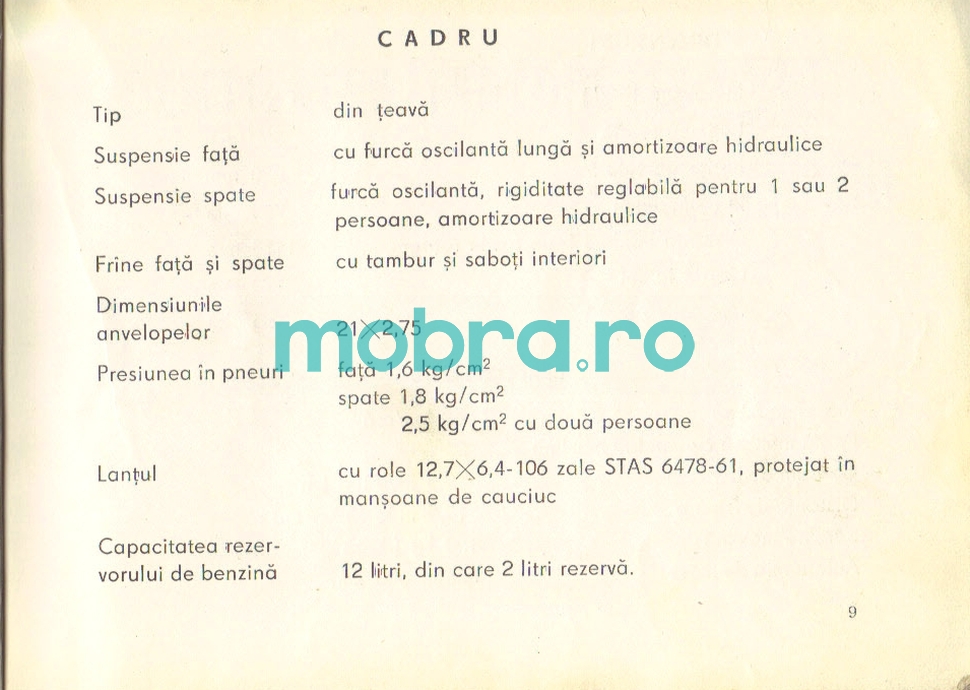 CADRU
Tip din țeavă
Suspensie față cu furcă oscilantă lungă și amortizoare hidraulice
Suspensie spate furcă oscilantă, rigiditate reglabilă pentru 1 sau 2
persoane, amortizoare hidraulice
Frîne față și spate cu tambur și saboți interiori
Dimensiunile
anvelopelor 21×2,75
mobra.ro
Presiunea în pneuri față 1,6 kg/cm²
spate 1,8 kg/cm²
2,5 kg/cm² cu două persoane
Lanțul cu role 12,7×6,4-106 zale STAS 6478-61, protejat în
manșoane de cauciuc
Capacitatea rezer-
vorului de benzină 12 litri, din care 2 litri rezervă.
9